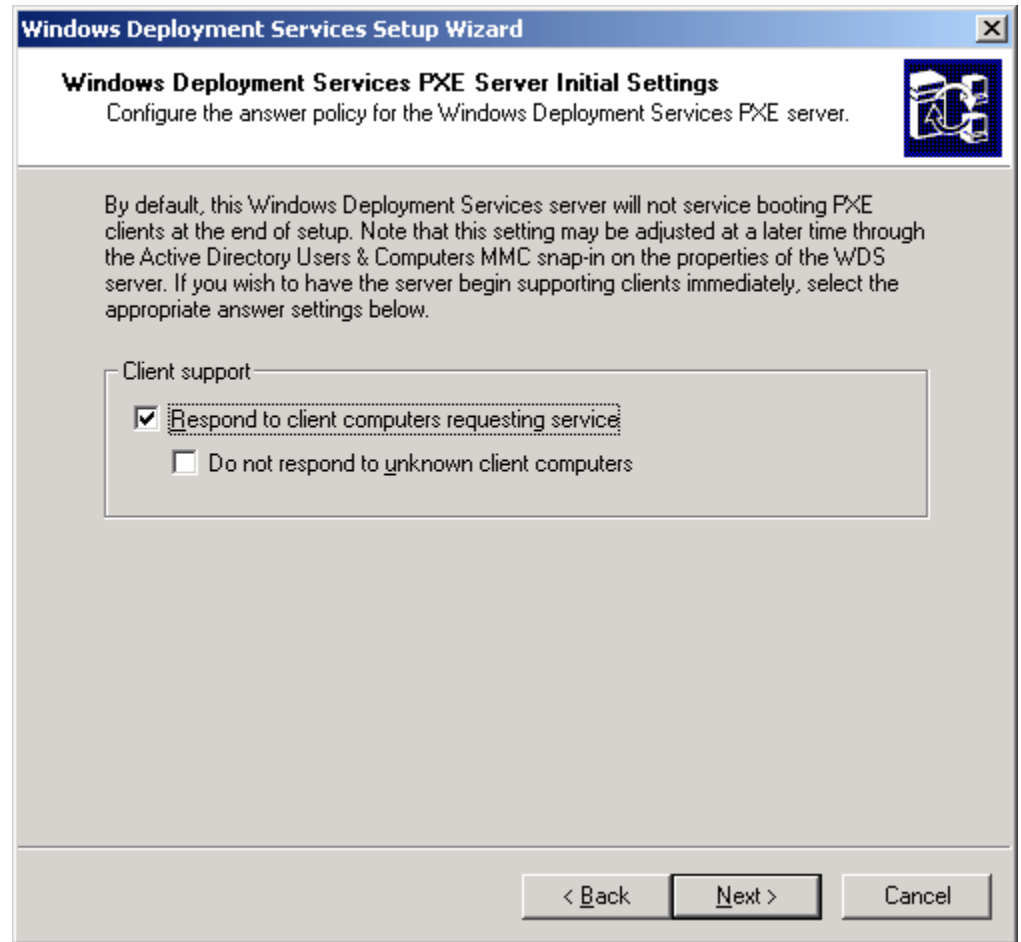 Windows Deployment Services Setup Wizard
Windows Deployment Services PXE Server Initial Settings
Configure the answer policy for the Windows Deployment Services PXE server.
By default, this Windows Deployment Services server will not service booting PXE
clients at the end of setup. Note that this setting may be adjusted at a later time through
the Active Directory Users & Computers MMC snap-in on the properties of the WDS
server. If you wish to have the server begin supporting clients immediately, select the
appropriate answer settings below.
Client support
Respond to client computers requesting service
Do not respond to unknown client computers
< Back Next > Cancel